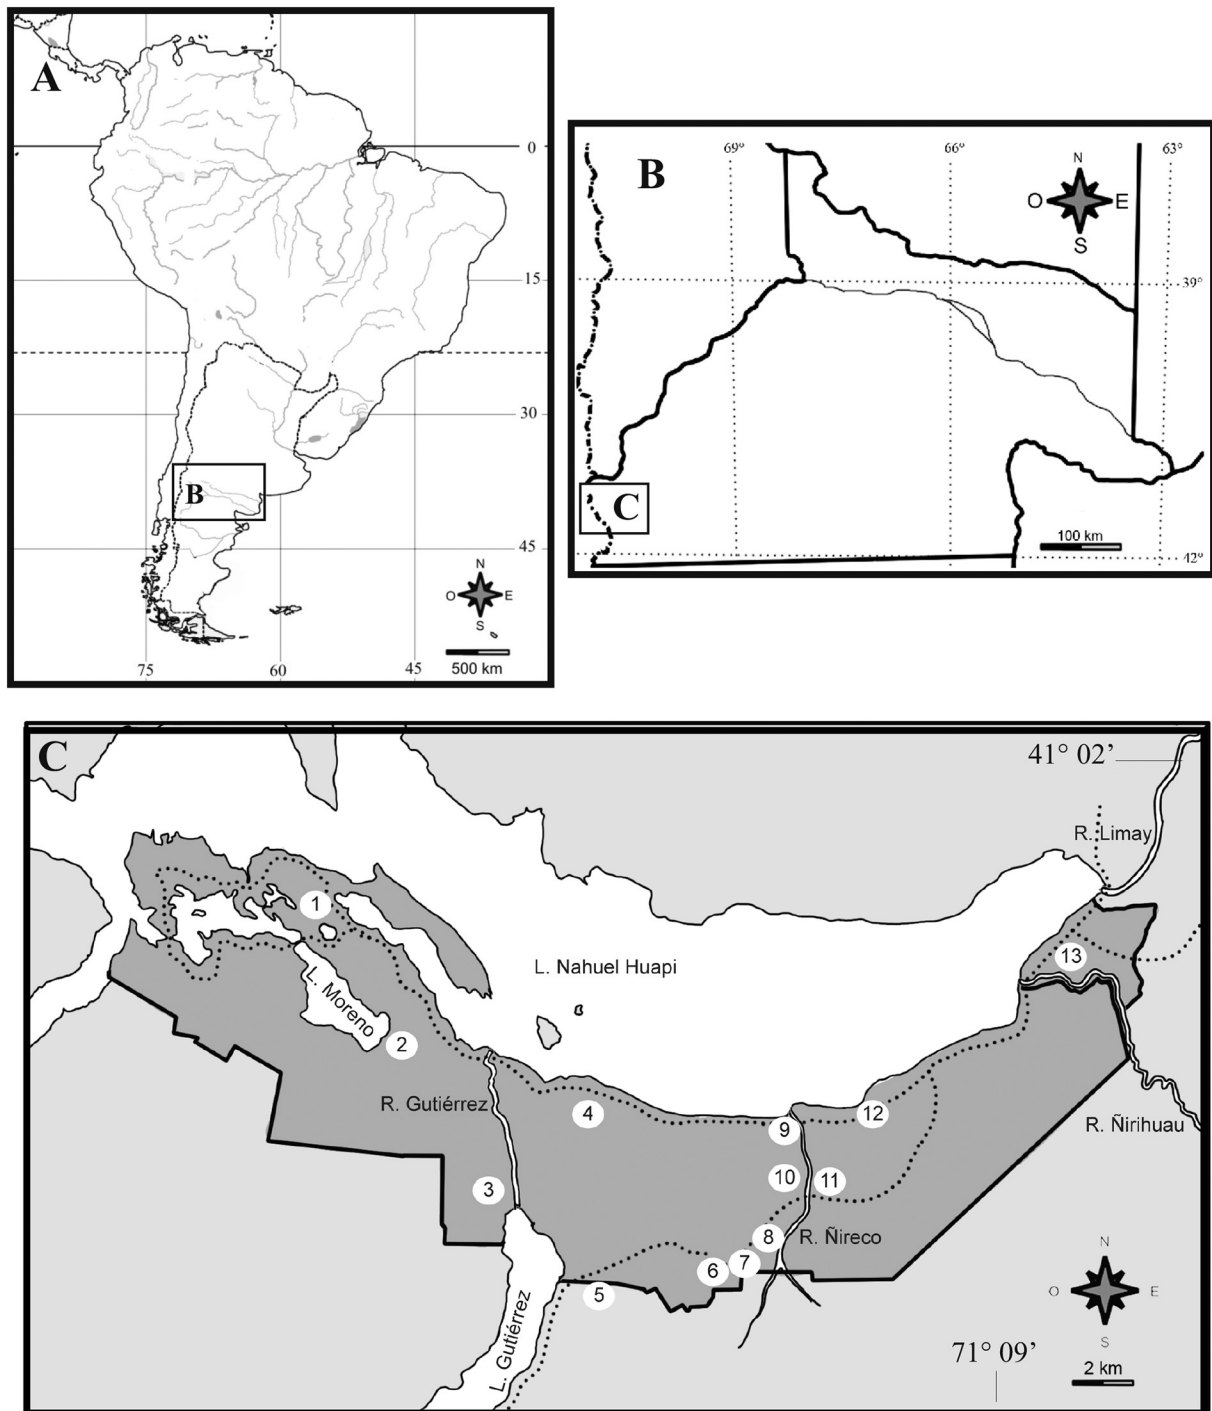 A
0
15
30
B
45
N
O E
S
500 km
75 60 45
B
69° 66° 63°
N
O E
S
39°
C
100 km
42°
C
41° 02’
R. Limay
1
L. Nahuel Huapi
13
L. Moreno
2
R. Gutiérrez
4
9
12
R. Ñirihuau
3
10
11
8
R. Ñireco
7
6
5
L. Gutiérrez
N
O E
S
71° 09’
2 km